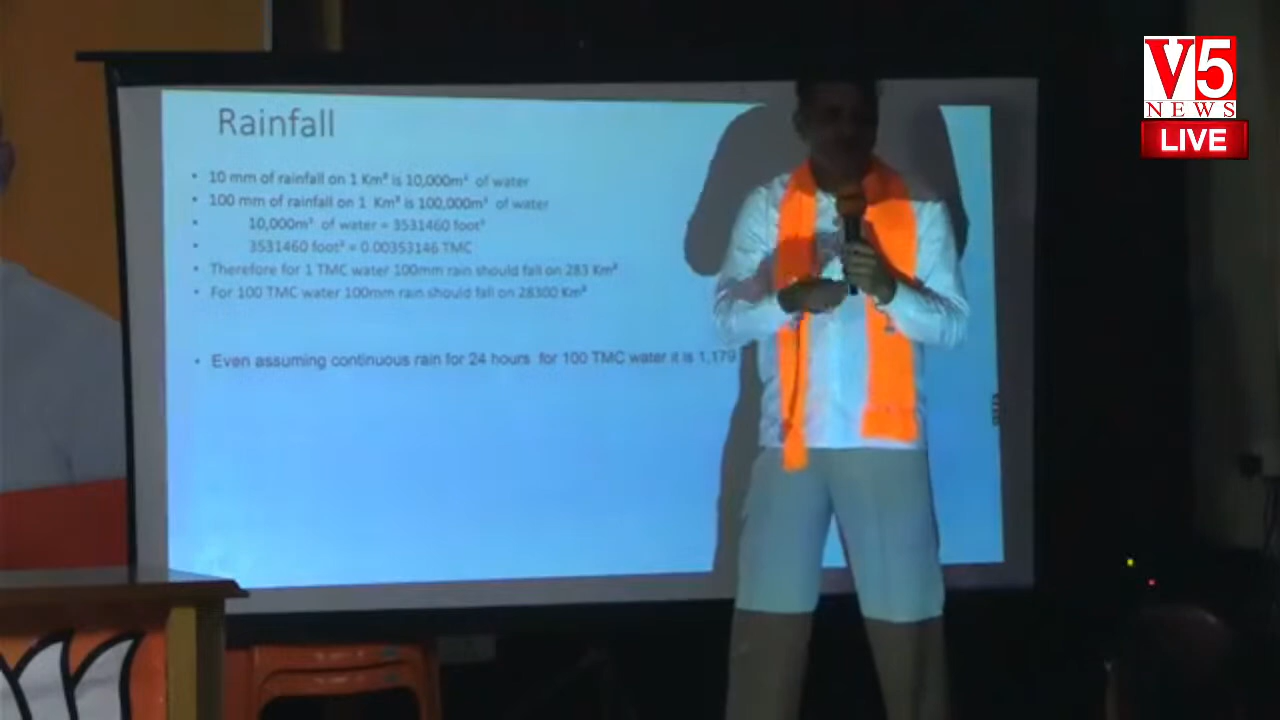 V5
NEWS
LIVE
Rainfall
• 10 mm of rainfall on 1 Km² is 10,000m³ of water
• 100 mm of rainfall on 1 Km² is 100,000m³ of water
• 10,000m³ of water = 3531460 foot³
• 3531460 foot³ = 0.00353146 TMC
• Therefore for 1 TMC water 100mm rain should fall on 283 Km²
• For 100 TMC water 100mm rain should fall on 28300 Km²
• Even assuming continuous rain for 24 hours for 100 TMC water it is 1,179